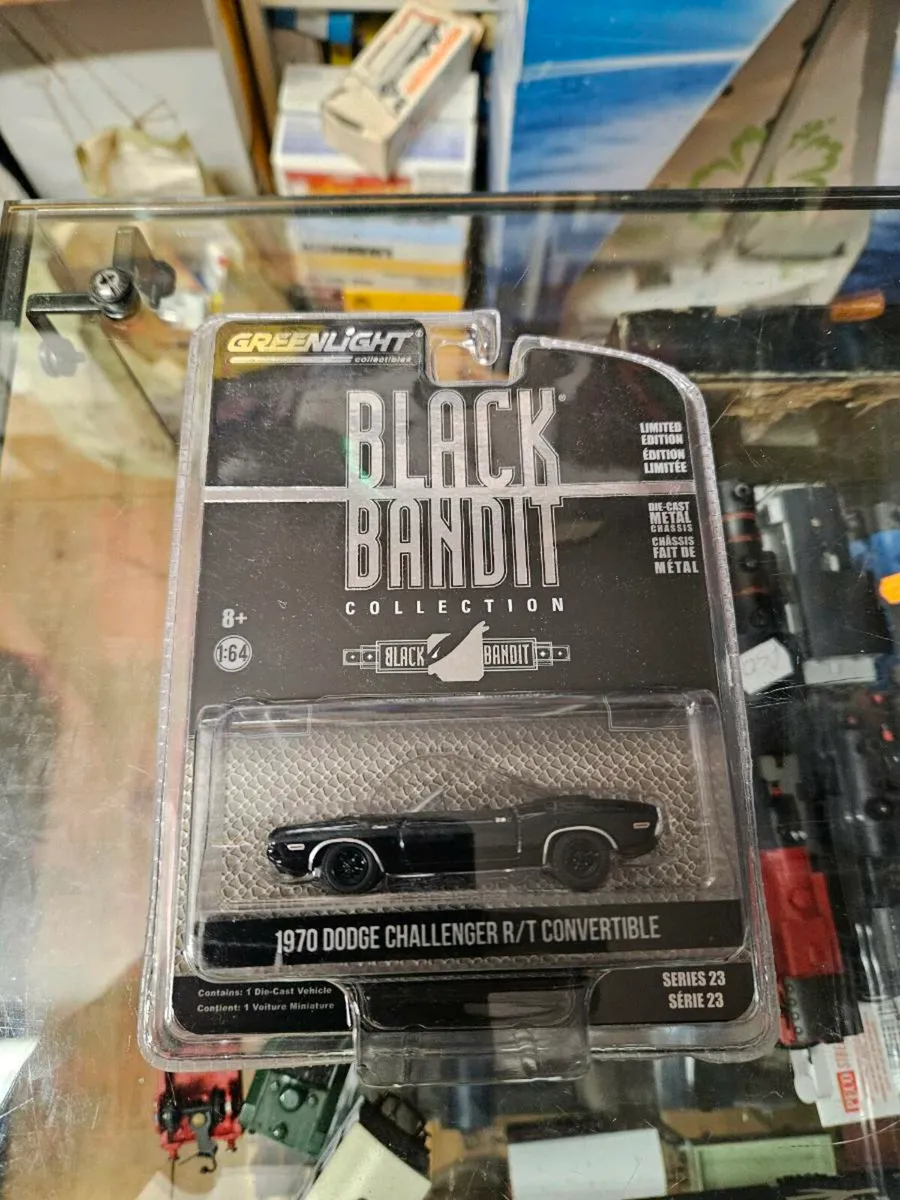 GREENLIGHT
collectibles
BLACK
BANDIT
COLLECTION
LIMITED
EDITION
ÉDITION
LIMITÉE
DIE-CAST
METAL
CHASSIS
CHÂSSIS
FAIT DE
MÉTAL
8+
1:64
BLACK BANDIT
1970 DODGE CHALLENGER R/T CONVERTIBLE
Contains: 1 Die-Cast Vehicle
Contient: 1 Voiture Miniature
SERIES 23
SÉRIE 23
PECO